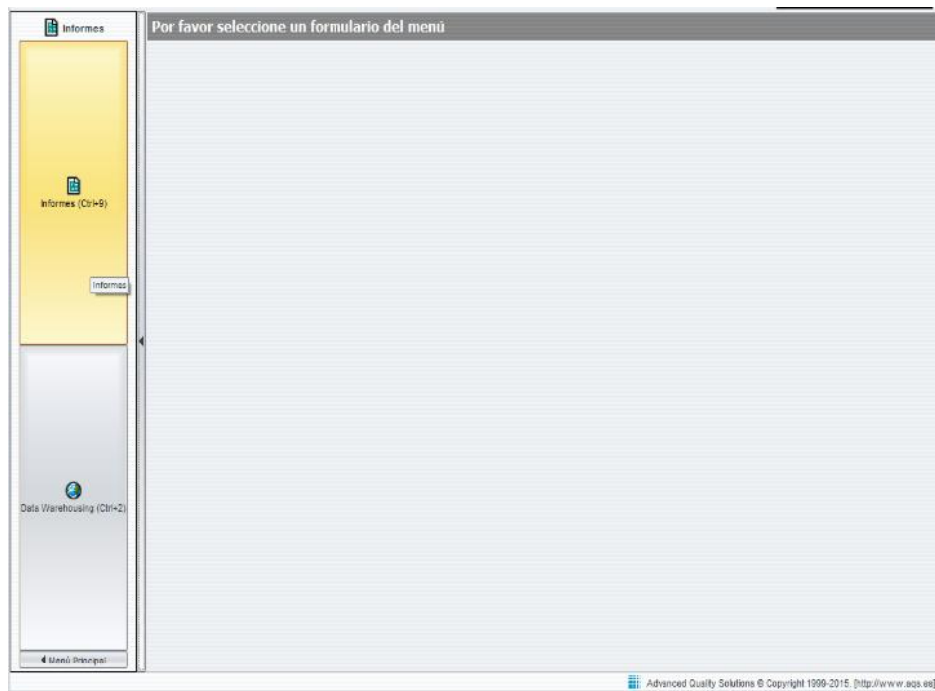 Informes
Por favor seleccione un formulario del menú
Informes (Ctrl+9)
Informes
Data Warehousing (Ctrl+2)
Menú Principal
Advanced Quality Solutions © Copyright 1999-2015. [http://www.aqs.es]